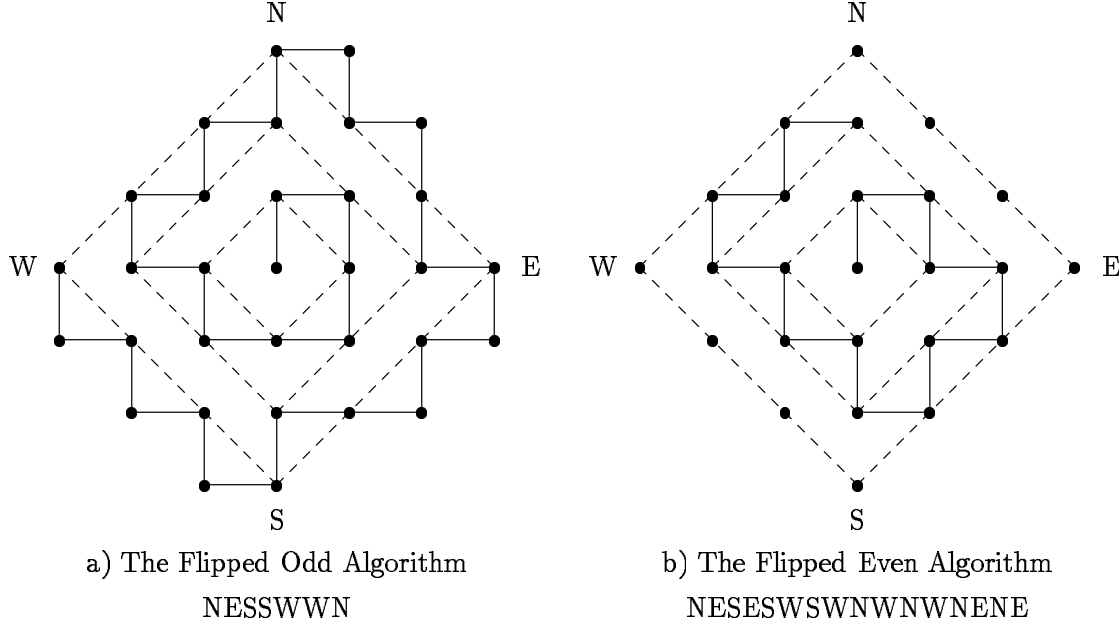 N N
W E W E
S S
a) The Flipped Odd Algorithm b) The Flipped Even Algorithm
NESSWWN NESESWSWNWNWNENE